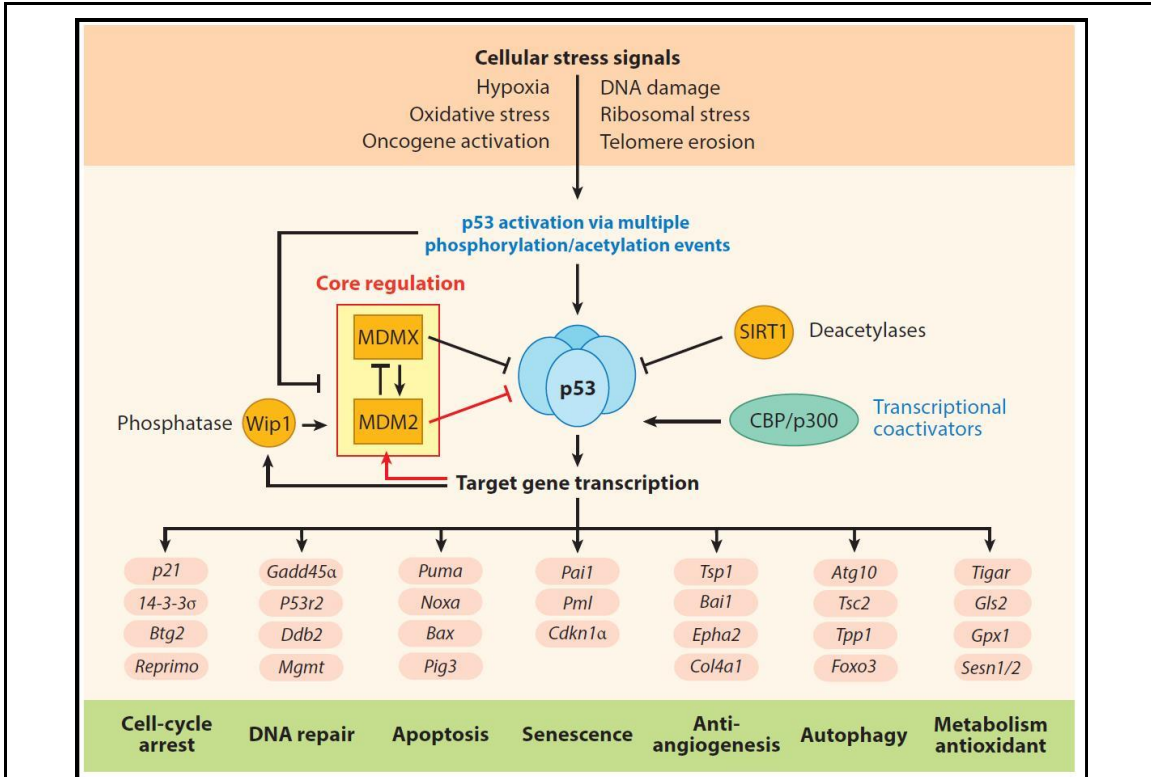 Cellular stress signals
Hypoxia
Oxidative stress
Oncogene activation
DNA damage
Ribosomal stress
Telomere erosion
p53 activation via multiple
phosphorylation/acetylation events
Core regulation
MDMX
MDM2
Phosphatase
Wip1
p53
SIRT1
Deacetylases
CBP/p300
Transcriptional
coactivators
Target gene transcription
p21
14-3-3σ
Btg2
Reprimo
Gadd45α
P53r2
Ddb2
Mgmt
Puma
Noxa
Bax
Pig3
Pai1
Pml
Cdkn1α
Tsp1
Bai1
Epha2
Col4a1
Atg10
Tsc2
Tpp1
Foxo3
Tigar
Gls2
Gpx1
Sesn1/2
Cell-cycle
arrest
DNA repair
Apoptosis
Senescence
Anti-
angiogenesis
Autophagy
Metabolism
antioxidant